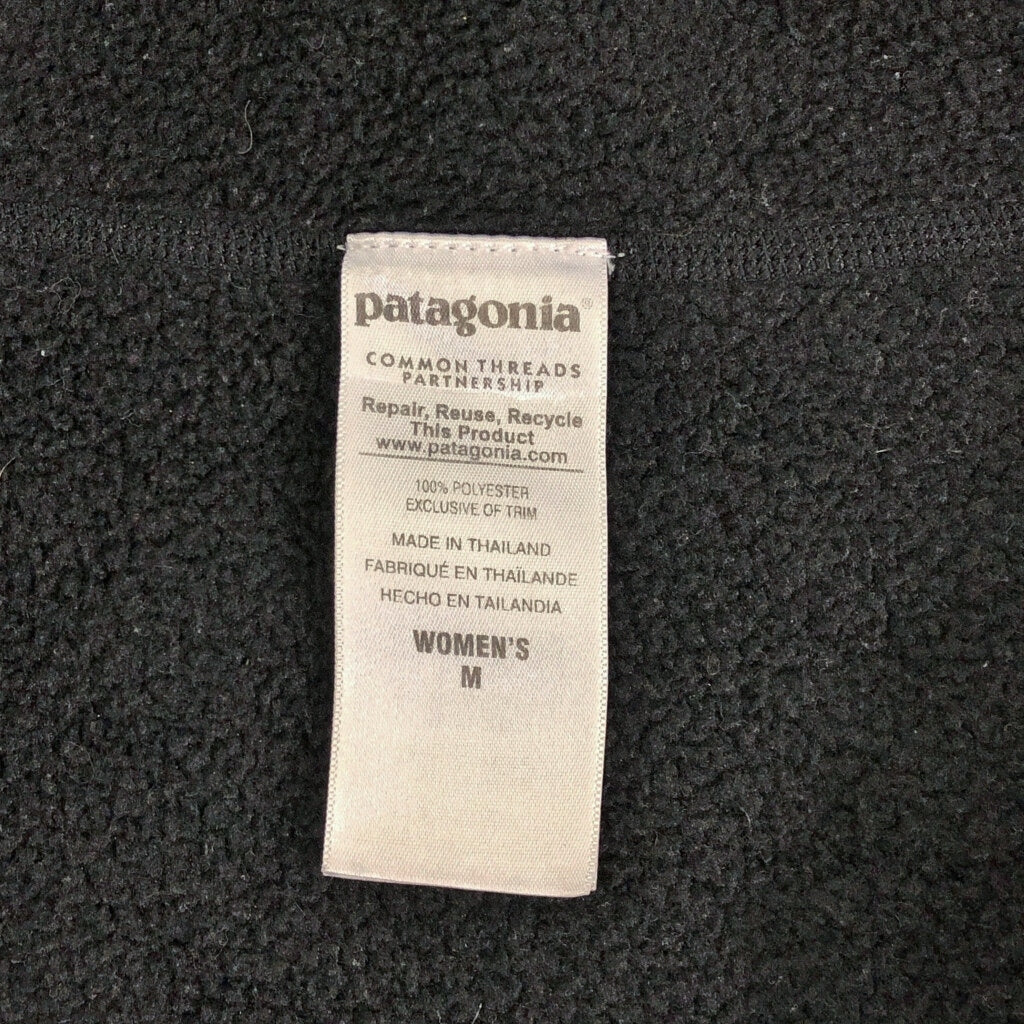 patagonia®
COMMON THREADS
PARTNERSHIP
Repair, Reuse, Recycle
This Product
www.patagonia.com
100% POLYESTER
EXCLUSIVE OF TRIM
MADE IN THAILAND
FABRIQUÉ EN THAÏLANDE
HECHO EN TAILANDIA
WOMEN'S
M